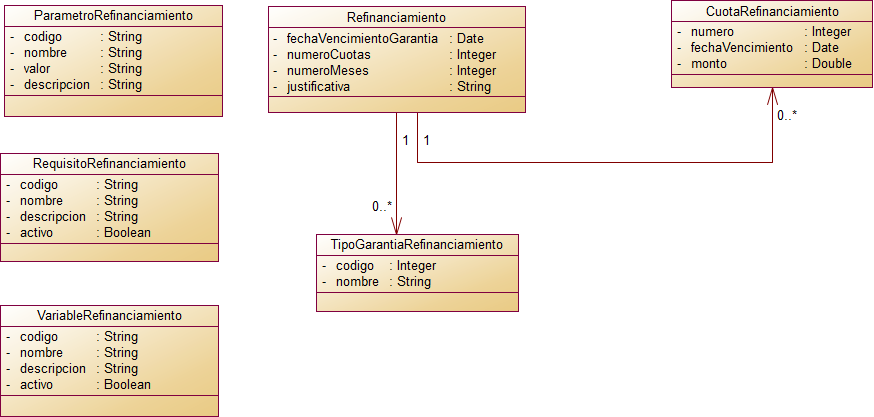 ParametroRefinanciamiento
- codigo : String
- nombre : String
- valor : String
- descripcion : String
Refinanciamiento
- fechaVencimientoGarantia : Date
- numeroCuotas : Integer
- numeroMeses : Integer
- justificativa : String
CuotaRefinanciamiento
- numero : Integer
- fechaVencimiento : Date
- monto : Double
1
1
0..*
0..*
RequisitoRefinanciamiento
- codigo : String
- nombre : String
- descripcion : String
- activo : Boolean
TipoGarantiaRefinanciamiento
- codigo : Integer
- nombre : String
VariableRefinanciamiento
- codigo : String
- nombre : String
- descripcion : String
- activo : Boolean